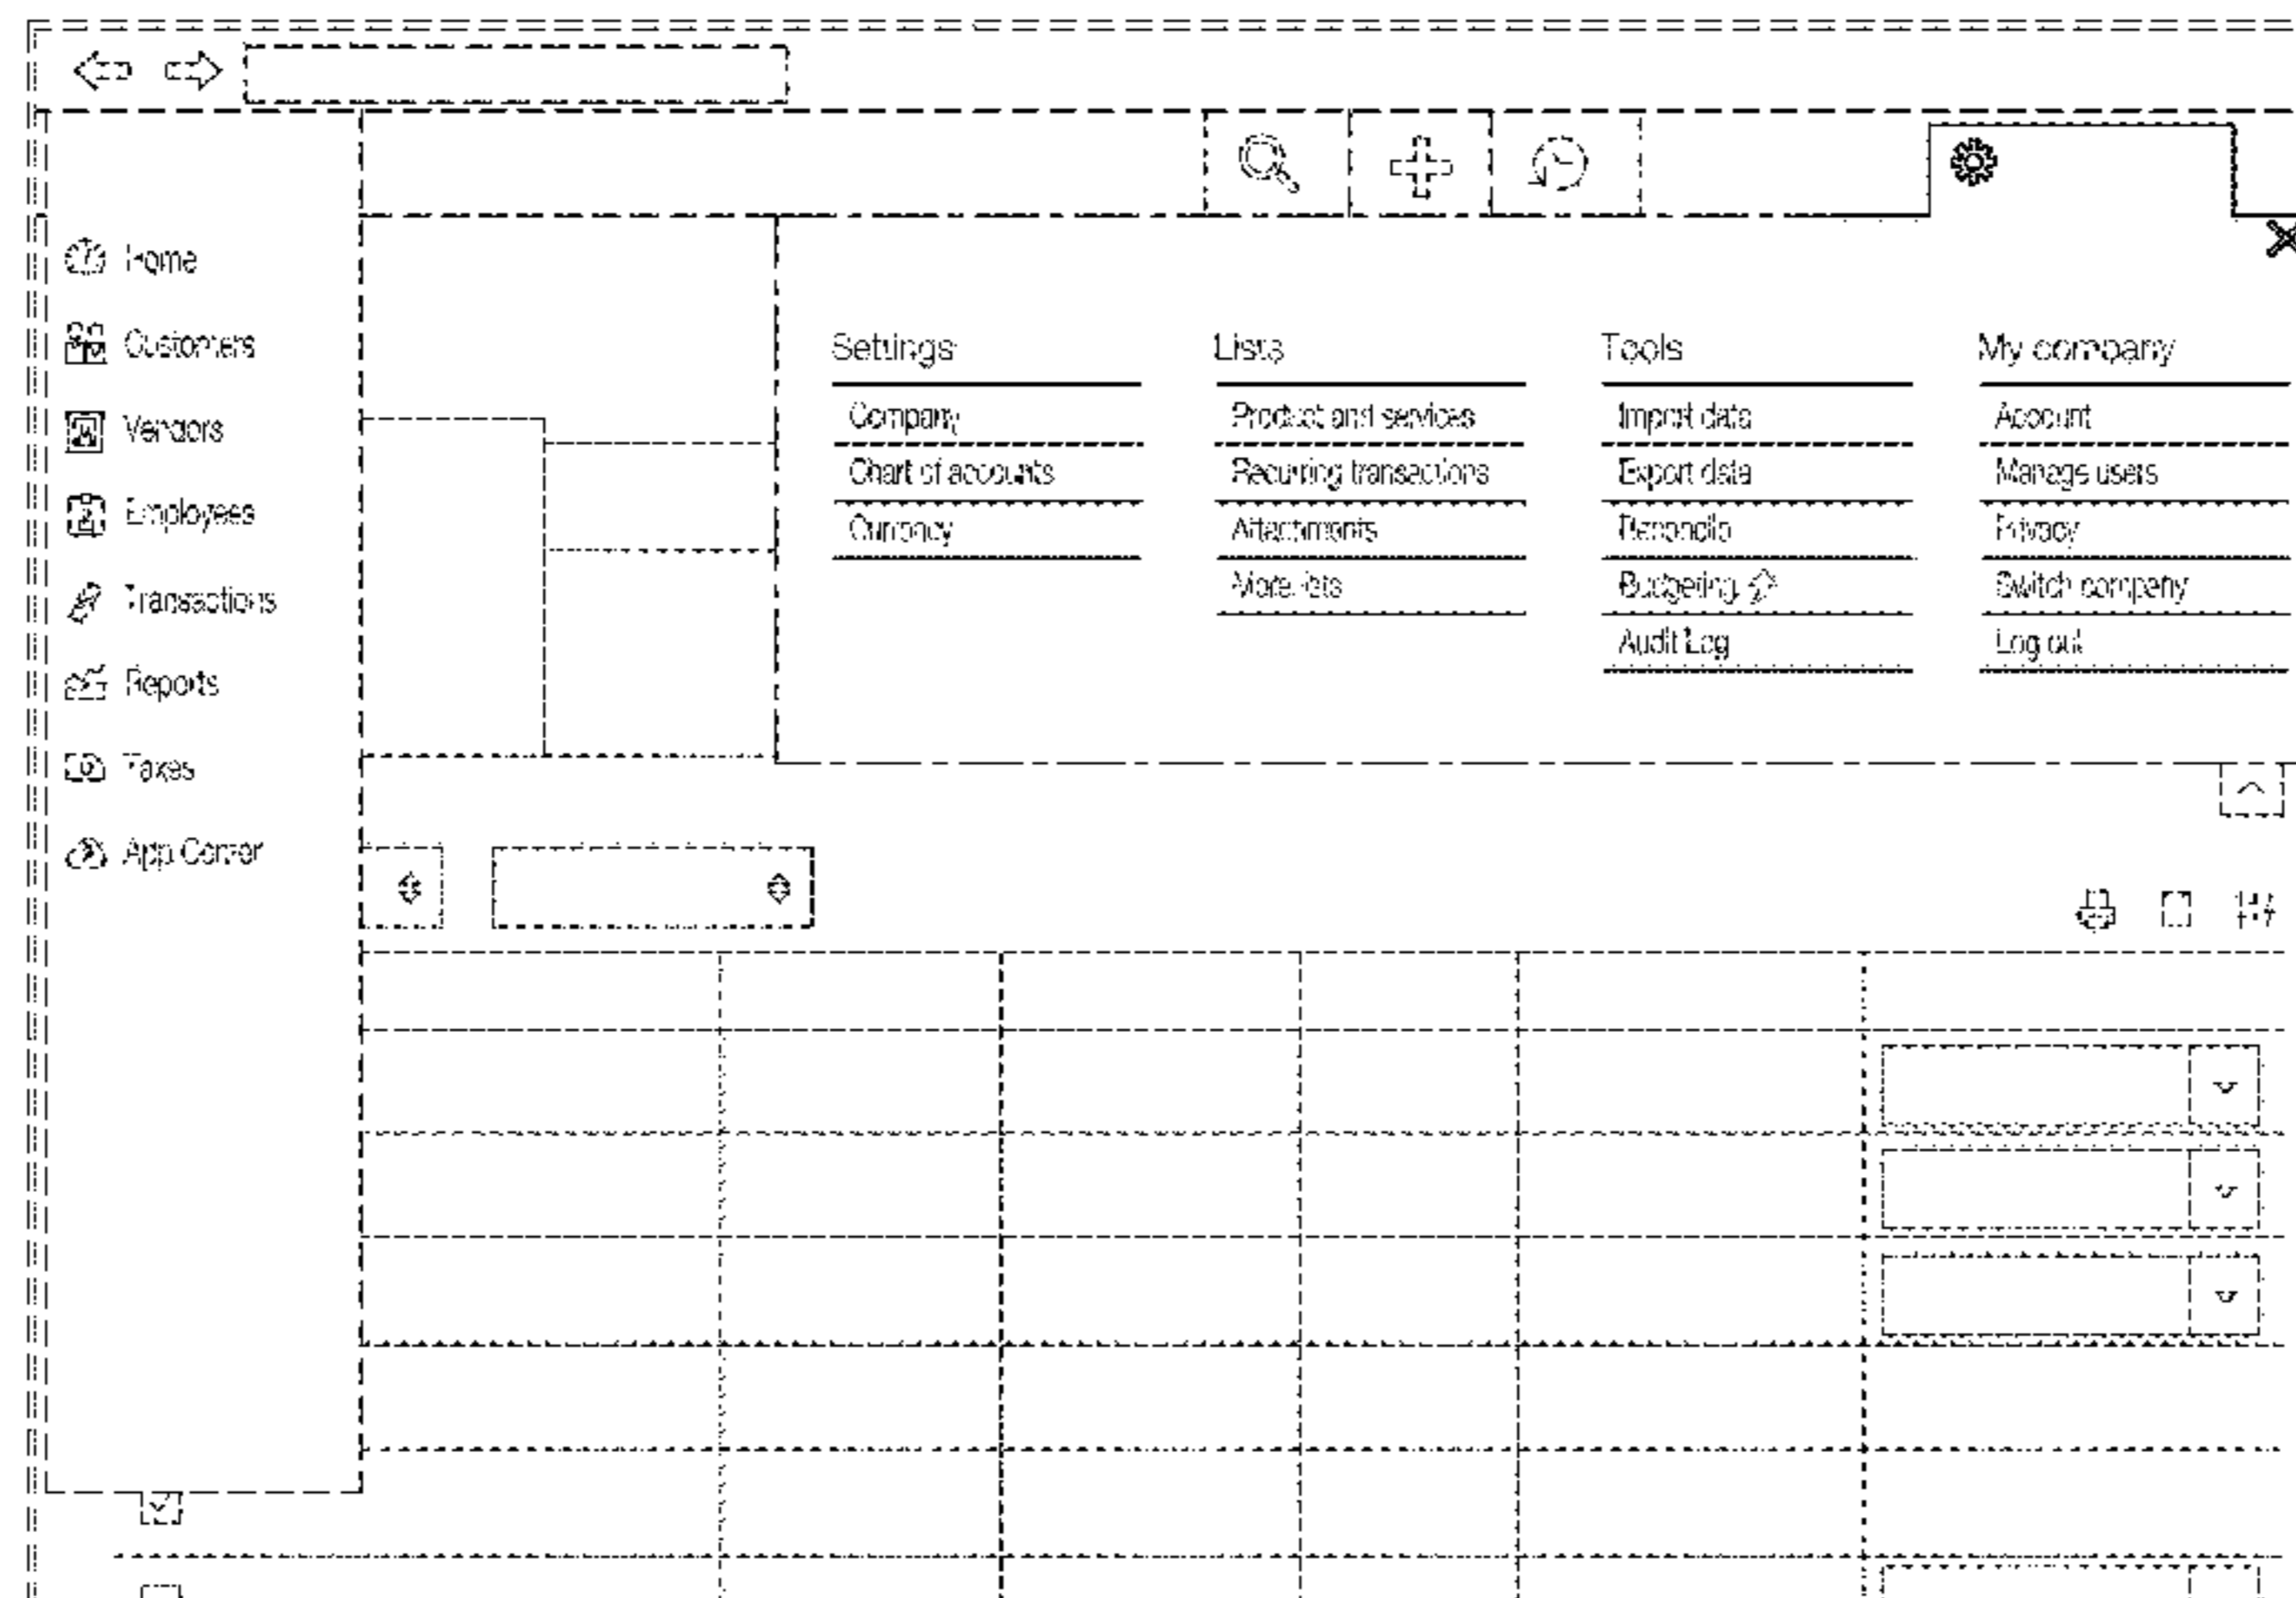 Home
Customers
Vendors
Employees
Transactions
Reports
Taxes
App Center
Settings
Company
Chart of accounts
Currency
Lists
Product and services
Recurring transactions
Attachments
More lists
Tools
Import data
Export data
Reconcile
Budgeting
Audit Log
My company
Account
Manage users
Privacy
Switch company
Log out